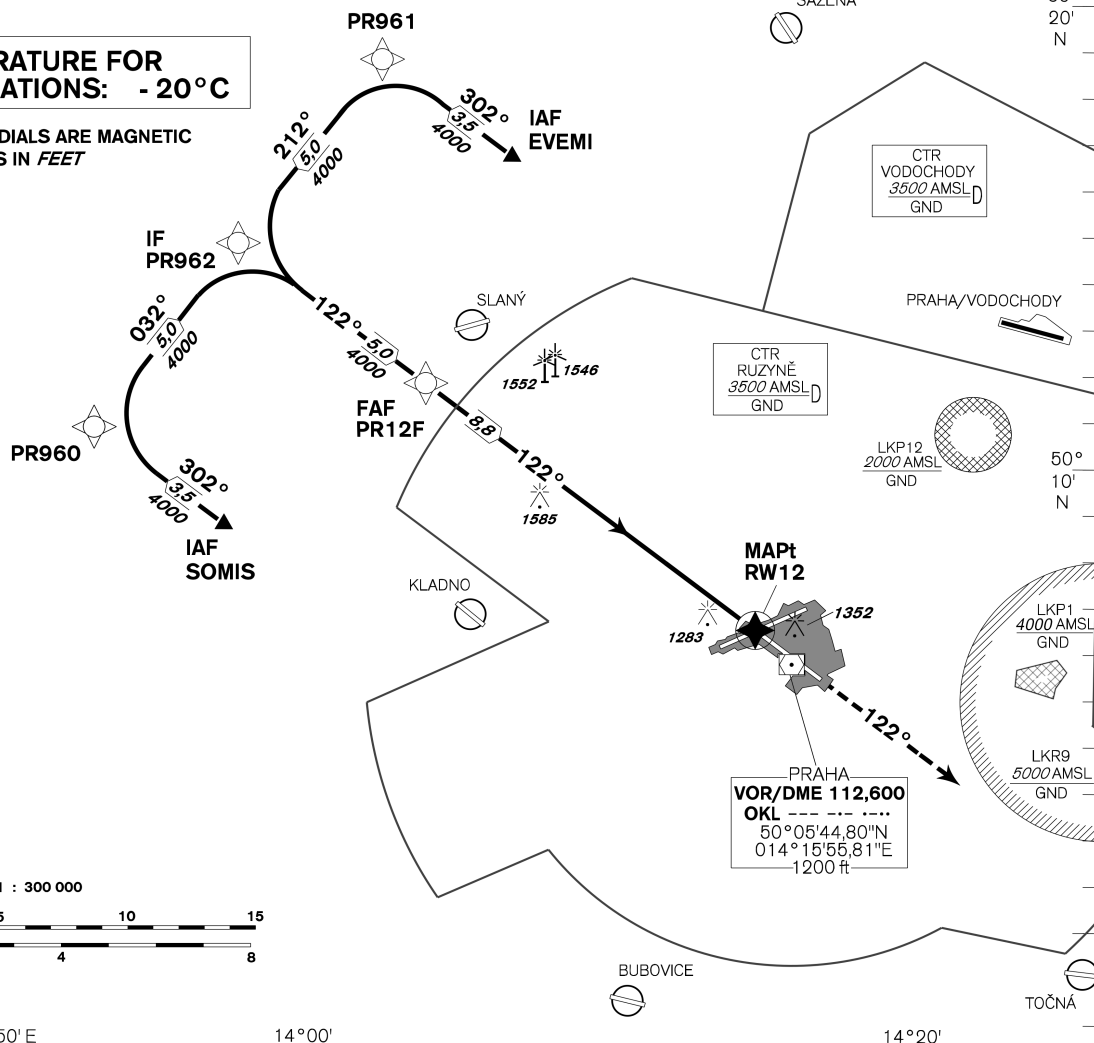 SAZENÁ
20'
N
PR961
RATURE FOR
ATIONS: - 20°C
DIALS ARE MAGNETIC
S IN FEET
302°
3,5
4000
IAF
EVEMI
212°
5,0
4000
CTR
VODOCHODY
3500 AMSL
D
GND
IF
PR962
032°
5,0
4000
122°
5,0
4000
SLANÝ
1552
1546
PRAHA/VODOCHODY
CTR
RUZYNĚ
3500 AMSL
D
GND
FAF
PR12F
8,8
122°
1585
PR960
302°
3,5
4000
IAF
SOMIS
LKP12
2000 AMSL
GND
50°
10'
N
KLADNO
MAPt
RW12
1283
1352
LKP1
4000 AMSL
GND
122°
LKR9
5000 AMSL
GND
PRAHA
VOR/DME 112,600
OKL --- -·- ·-··
50°05'44,80"N
014°15'55,81"E
1200 ft
: 300 000
10
15
4
8
BUBOVICE
TOČNÁ
50' E
14°00'
14°20'